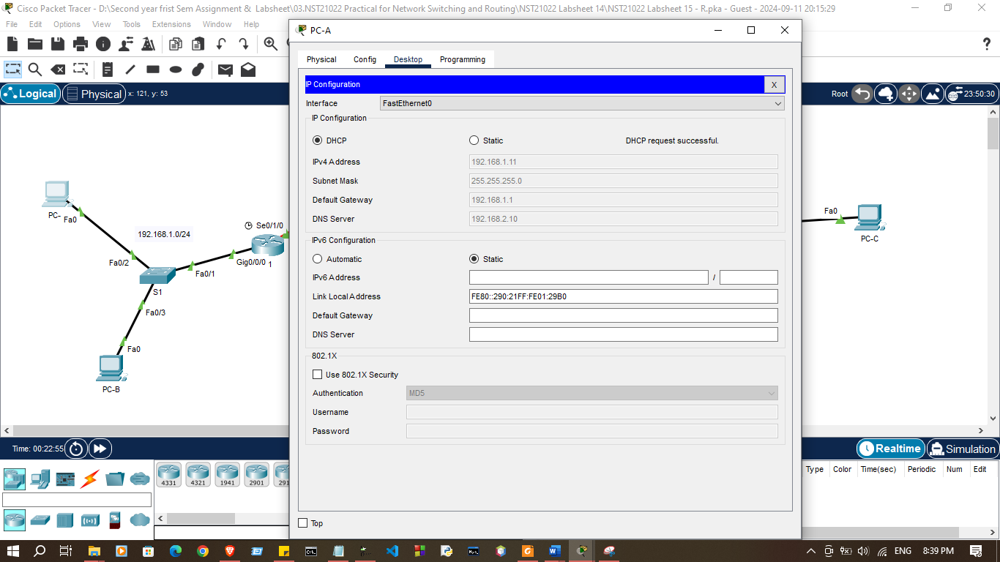 Cisco Packet Tracer - D:\Second year frist Sem Assignment & Labsheet\03.NST21022 Practical for Network Switching and Routing\NST21022 Labsheet 14\NST21022 Labsheet 15 - R.pka - Guest - 2024-09-11 20:15:29
File Edit Options View Tools Extensions Window Help
PC-A
Physical Config Desktop Programming
Logical Physical x: 121, y: 53
Root 23:50:30
IP Configuration X
Interface FastEthernet0
IP Configuration
DHCP Static DHCP request successful.
IPv4 Address 192.168.1.11
Subnet Mask 255.255.255.0
Default Gateway 192.168.1.1
DNS Server 192.168.2.10
IPv6 Configuration
Automatic Static
IPv6 Address /
Link Local Address FE80::290:21FF:FE01:29B0
Default Gateway
DNS Server
802.1X
Use 802.1X Security
Authentication MD5
Username
Password
Top
PC-
Fa0
192.168.1.0/24
Se0/1/0
Fa0/2
Gig0/0/0
1
Fa0/1
S1
Fa0/3
Fa0
PC-B
Fa0
PC-C
Time: 00:22:55
Realtime Simulation
4331 4321 1941 2901 291
Type Color Time(sec) Periodic Num Edit
ENG 8:39 PM